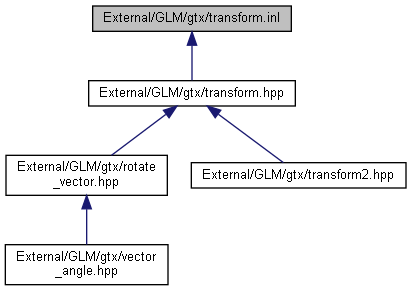 External/GLM/gtx/transform.inl
External/GLM/gtx/transform.hpp
External/GLM/gtx/rotate
_vector.hpp
External/GLM/gtx/transform2.hpp
External/GLM/gtx/vector
_angle.hpp